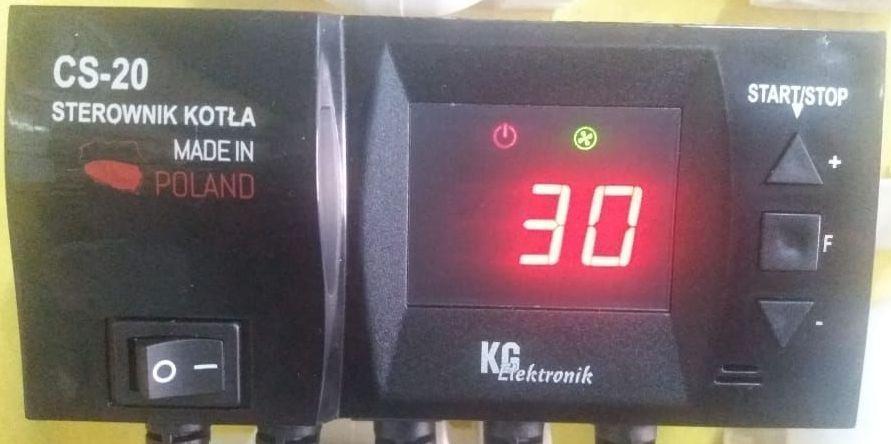 CS-20
STEROWNIK KOTŁA
MADE IN
POLAND
START/STOP
+
30
F
-
KG
Elektronik
O –